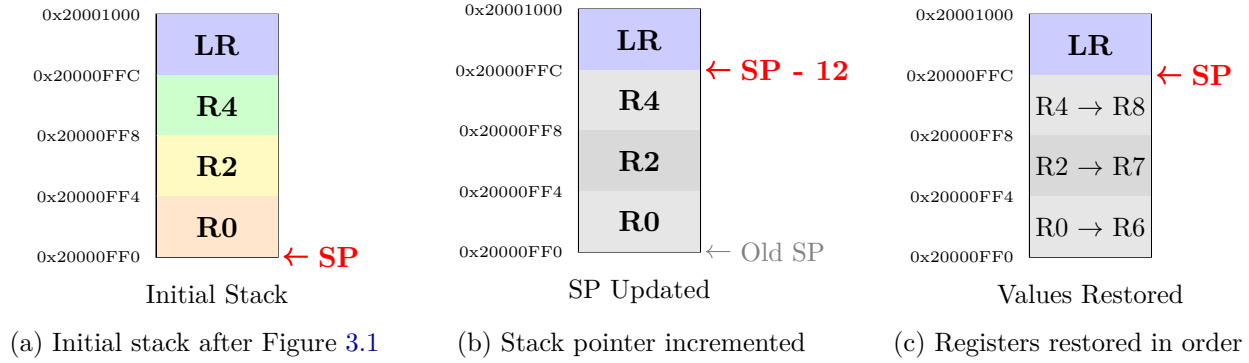 0x20001000
LR
0x20000FFC
R4
0x20000FF8
R2
0x20000FF4
R0
0x20000FF0
← SP
Initial Stack
(a) Initial stack after Figure 3.1
0x20001000
LR
0x20000FFC
← SP - 12
R4
0x20000FF8
R2
0x20000FF4
R0
0x20000FF0
← Old SP
SP Updated
(b) Stack pointer incremented
0x20001000
LR
0x20000FFC
← SP
R4 → R8
0x20000FF8
R2 → R7
0x20000FF4
R0 → R6
0x20000FF0
Values Restored
(c) Registers restored in order